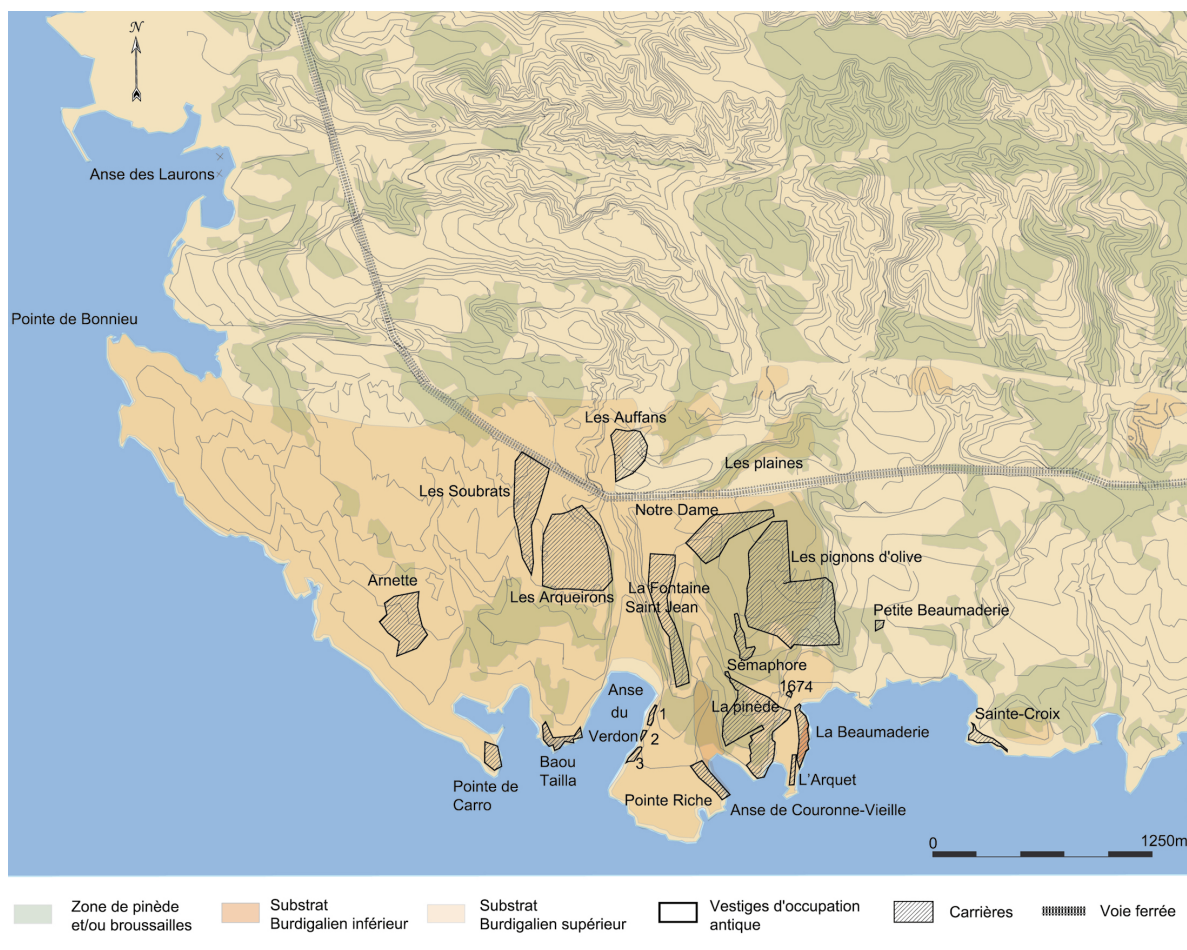 N
Anse des Laurons
Pointe de Bonnieu
Les Auffans
Les plaines
Les Soubrats
Notre Dame
Les pignons d'olive
Arnette
Les Arqueirons
La Fontaine
Saint Jean
Petite Beaumaderie
Sémaphore
1674
Anse
du
Verdon
1
2
3
La pinède
Sainte-Croix
La Beaumaderie
Baou
Tailla
L'Arquet
Pointe de
Carro
Pointe Riche
Anse de Couronne-Vieille
0
1250m
Zone de pinède
et/ou broussailles
Substrat
Burdigalien inférieur
Substrat
Burdigalien supérieur
Vestiges d'occupation
antique
Carrières
Voie ferrée